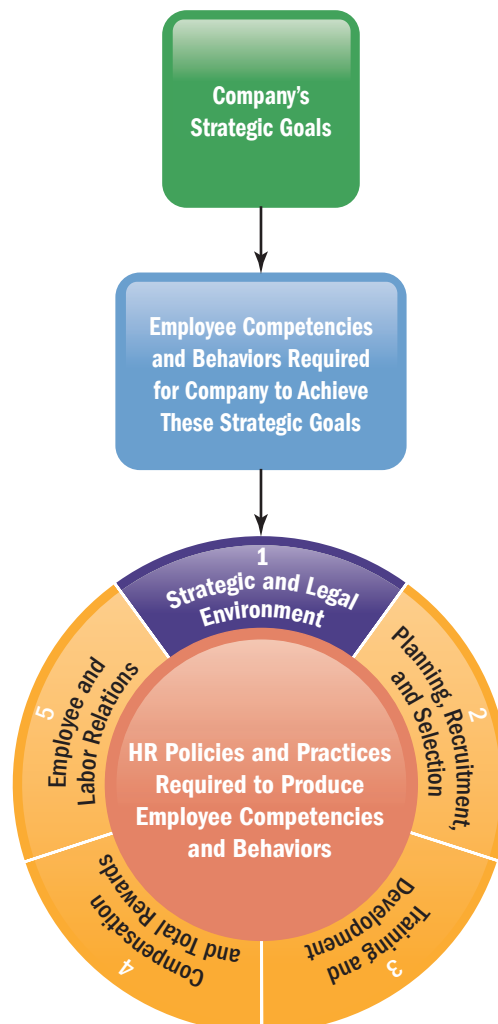 Company's
Strategic Goals
Employee Competencies
and Behaviors Required
for Company to Achieve
These Strategic Goals
1
Strategic and Legal
Environment
2
Planning, Recruitment,
and Selection
3
Training and
Development
4
Compensation
and Total Rewards
5
Employee and
Labor Relations
HR Policies and Practices
Required to Produce
Employee Competencies
and Behaviors